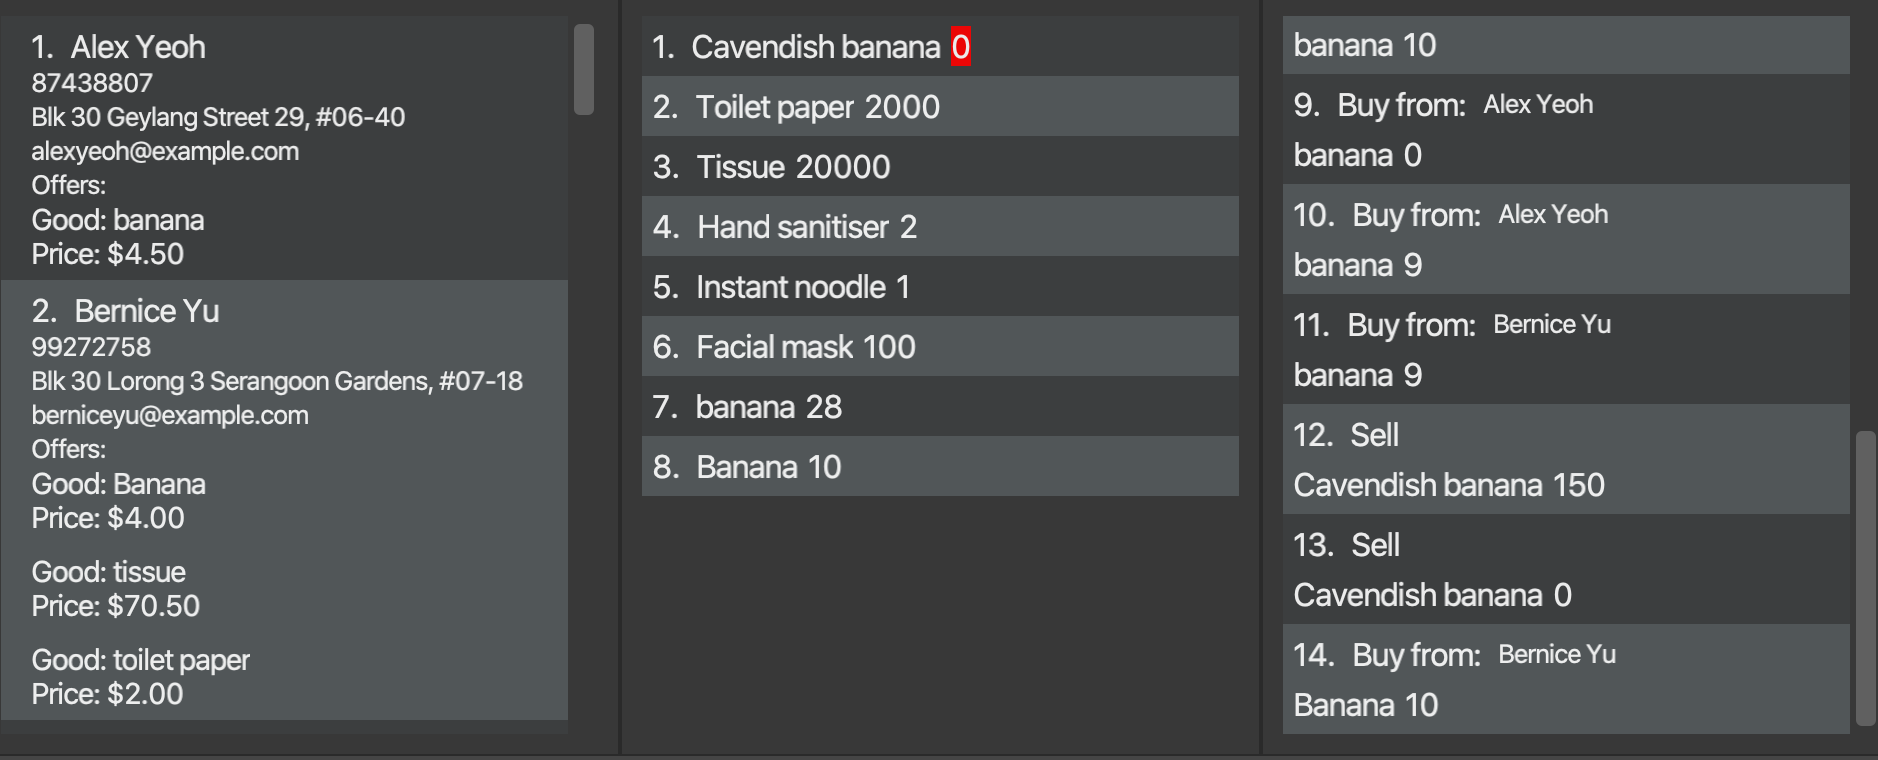 1. Alex Yeoh
87438807
Blk 30 Geylang Street 29, #06-40
alexyeoh@example.com
Offers:
Good: banana
Price: $4.50
2. Bernice Yu
99272758
Blk 30 Lorong 3 Serangoon Gardens, #07-18
berniceyu@example.com
Offers:
Good: Banana
Price: $4.00
Good: tissue
Price: $70.50
Good: toilet paper
Price: $2.00
1. Cavendish banana 0
2. Toilet paper 2000
3. Tissue 20000
4. Hand sanitiser 2
5. Instant noodle 1
6. Facial mask 100
7. banana 28
8. Banana 10
banana 10
9. Buy from: Alex Yeoh
banana 0
10. Buy from: Alex Yeoh
banana 9
11. Buy from: Bernice Yu
banana 9
12. Sell
Cavendish banana 150
13. Sell
Cavendish banana 0
14. Buy from: Bernice Yu
Banana 10